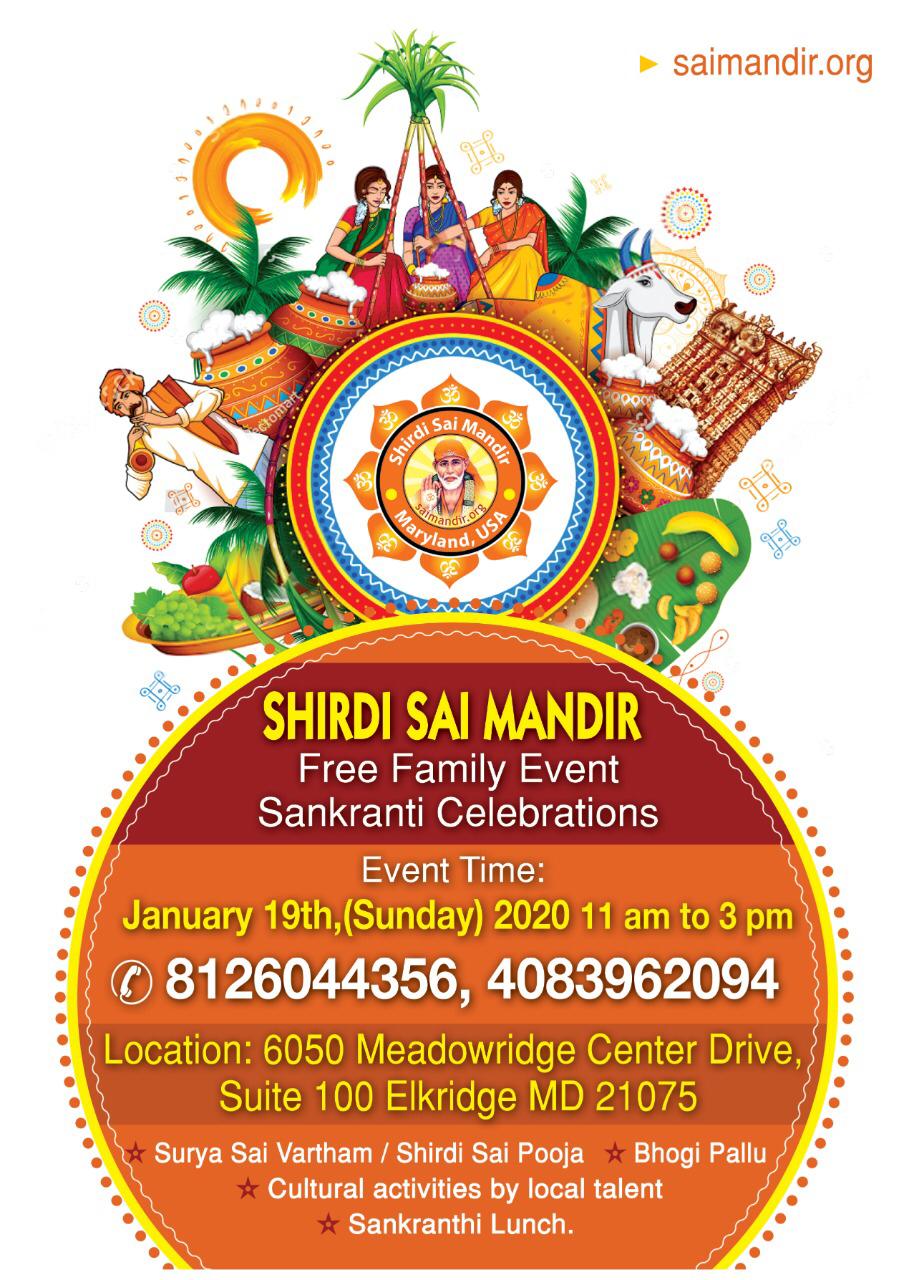 saimandir.org
Shirdi Sai Mandir
saimandir.org
Maryland, USA
SHIRDI SAI MANDIR
Free Family Event
Sankranti Celebrations
Event Time:
January 19th,(Sunday) 2020 11 am to 3 pm
8126044356, 4083962094
Location: 6050 Meadowridge Center Drive,
Suite 100 Elkridge MD 21075
Surya Sai Vartham / Shirdi Sai Pooja ☆ Bhogi Pallu
Cultural activities by local talent
Sankranthi Lunch.
ॐ
ॐ
ॐ
ॐ
ॐ
ॐ
ॐ
ॐ